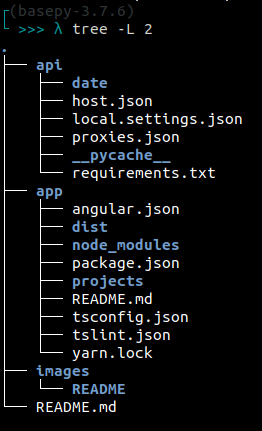 (basepy-3.7.6)
>>> λ tree -L 2
.
├── api
│   ├── date
│   ├── host.json
│   ├── local.settings.json
│   ├── proxies.json
│   ├── __pycache__
│   └── requirements.txt
├── app
│   ├── angular.json
│   ├── dist
│   ├── node_modules
│   ├── package.json
│   ├── projects
│   ├── README.md
│   ├── tsconfig.json
│   ├── tslint.json
│   └── yarn.lock
├── images
│   └── README
└── README.md